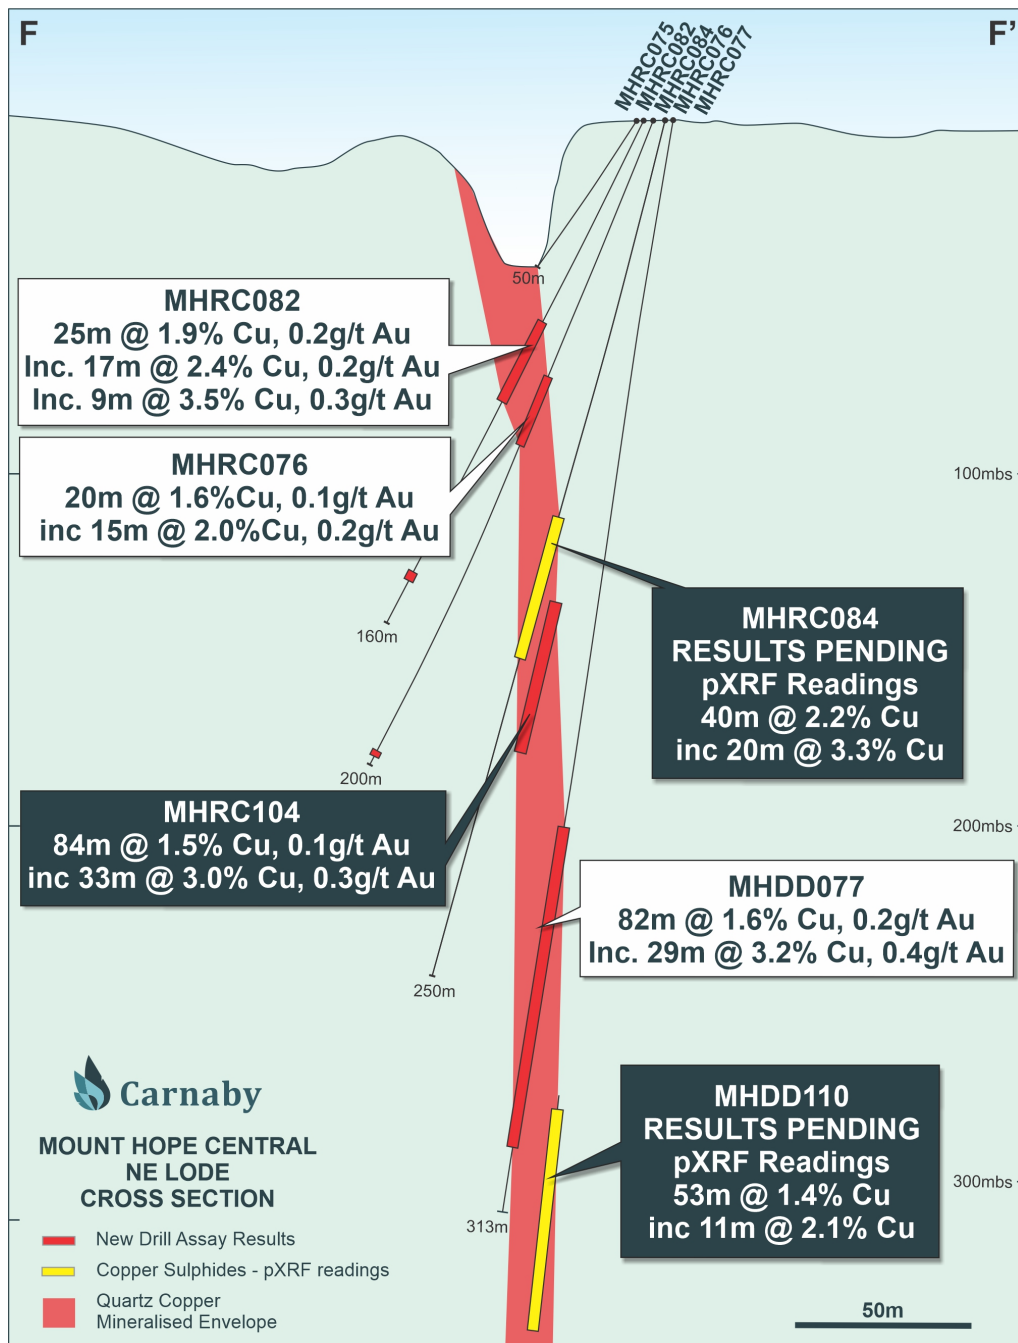 F
F'
MHRC075
MHRC082
MHRC084
MHRC076
MHRC077
50m
MHRC082
25m @ 1.9% Cu, 0.2g/t Au
Inc. 17m @ 2.4% Cu, 0.2g/t Au
Inc. 9m @ 3.5% Cu, 0.3g/t Au
MHRC076
20m @ 1.6%Cu, 0.1g/t Au
inc 15m @ 2.0%Cu, 0.2g/t Au
100mbs
160m
MHRC084
RESULTS PENDING
pXRF Readings
40m @ 2.2% Cu
inc 20m @ 3.3% Cu
200m
MHRC104
84m @ 1.5% Cu, 0.1g/t Au
inc 33m @ 3.0% Cu, 0.3g/t Au
200mbs
MHDD077
82m @ 1.6% Cu, 0.2g/t Au
Inc. 29m @ 3.2% Cu, 0.4g/t Au
250m
MHDD110
RESULTS PENDING
pXRF Readings
53m @ 1.4% Cu
inc 11m @ 2.1% Cu
300mbs
313m
Carnaby
MOUNT HOPE CENTRAL
NE LODE
CROSS SECTION
New Drill Assay Results
Copper Sulphides - pXRF readings
Quartz Copper
Mineralised Envelope
50m